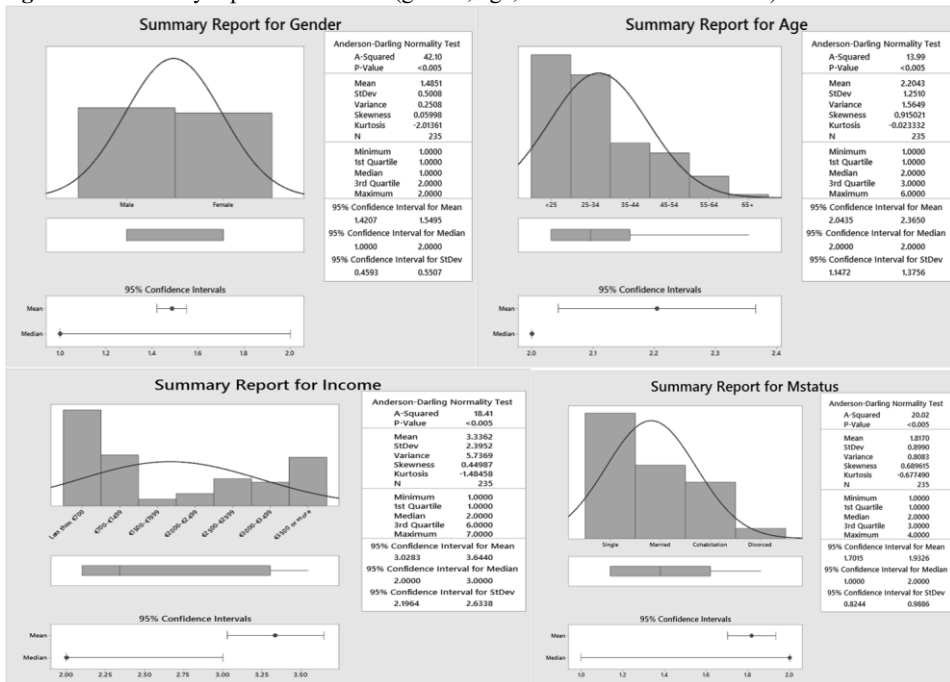 Summary Report for Gender
Anderson-Darling Normality Test
A-Squared 42.10
P-Value <0.005
Mean 1.4851
StDev 0.5008
Variance 0.2508
Skewness 0.05998
Kurtosis -2.01361
N 235
Minimum 1.0000
1st Quartile 1.0000
Median 1.0000
3rd Quartile 2.0000
Maximum 2.0000
95% Confidence Interval for Mean
1.4207 1.5495
95% Confidence Interval for Median
1.0000 2.0000
95% Confidence Interval for StDev
0.4593 0.5507
Male Female
95% Confidence Intervals
Mean
Median
1.0 1.2 1.4 1.6 1.8 2.0
Summary Report for Age
Anderson-Darling Normality Test
A-Squared 13.99
P-Value <0.005
Mean 2.2043
StDev 1.2510
Variance 1.5649
Skewness 0.915021
Kurtosis -0.023332
N 235
Minimum 1.0000
1st Quartile 1.0000
Median 2.0000
3rd Quartile 3.0000
Maximum 6.0000
95% Confidence Interval for Mean
2.0435 2.3650
95% Confidence Interval for Median
2.0000 2.0000
95% Confidence Interval for StDev
1.1472 1.3756
<25 25-34 35-44 45-54 55-64 65+
95% Confidence Intervals
Mean
Median
2.0 2.1 2.2 2.3 2.4
Summary Report for Income
Anderson-Darling Normality Test
A-Squared 18.41
P-Value <0.005
Mean 3.3362
StDev 2.3952
Variance 5.7369
Skewness 0.44987
Kurtosis -1.48458
N 235
Minimum 1.0000
1st Quartile 1.0000
Median 2.0000
3rd Quartile 6.0000
Maximum 7.0000
95% Confidence Interval for Mean
3.0283 3.6440
95% Confidence Interval for Median
2.0000 3.0000
95% Confidence Interval for StDev
2.1964 2.6338
Less than €700
€3500 or more
95% Confidence Intervals
Mean
Median
2.00 2.25 2.50 2.75 3.00 3.25 3.50
Summary Report for Mstatus
Anderson-Darling Normality Test
A-Squared 20.02
P-Value <0.005
Mean 1.8170
StDev 0.8990
Variance 0.8083
Skewness 0.689615
Kurtosis -0.677490
N 235
Minimum 1.0000
1st Quartile 1.0000
Median 2.0000
3rd Quartile 3.0000
Maximum 4.0000
95% Confidence Interval for Mean
1.7015 1.9326
95% Confidence Interval for Median
1.0000 2.0000
95% Confidence Interval for StDev
0.8244 0.9886
Single Married Cohabitation Divorced
95% Confidence Intervals
Mean
Median
1.0 1.2 1.4 1.6 1.8 2.0